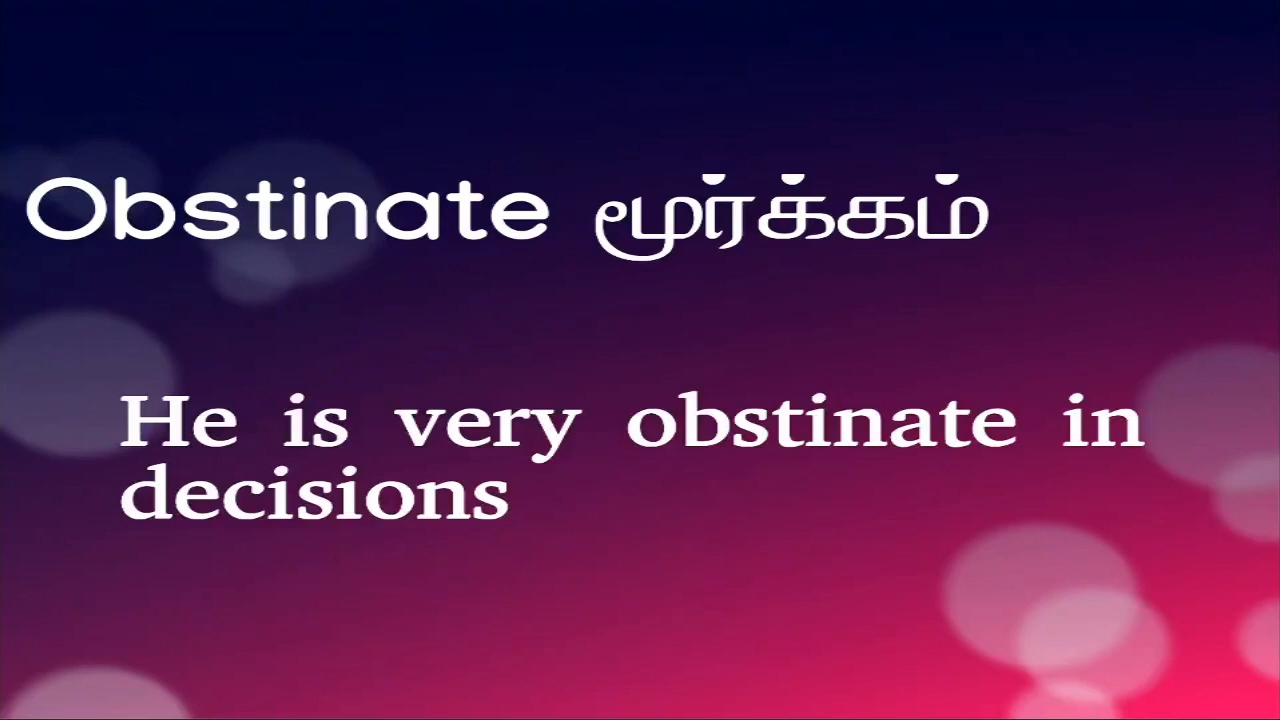 Obstinate மூர்க்கம்
He is very obstinate in
decisions